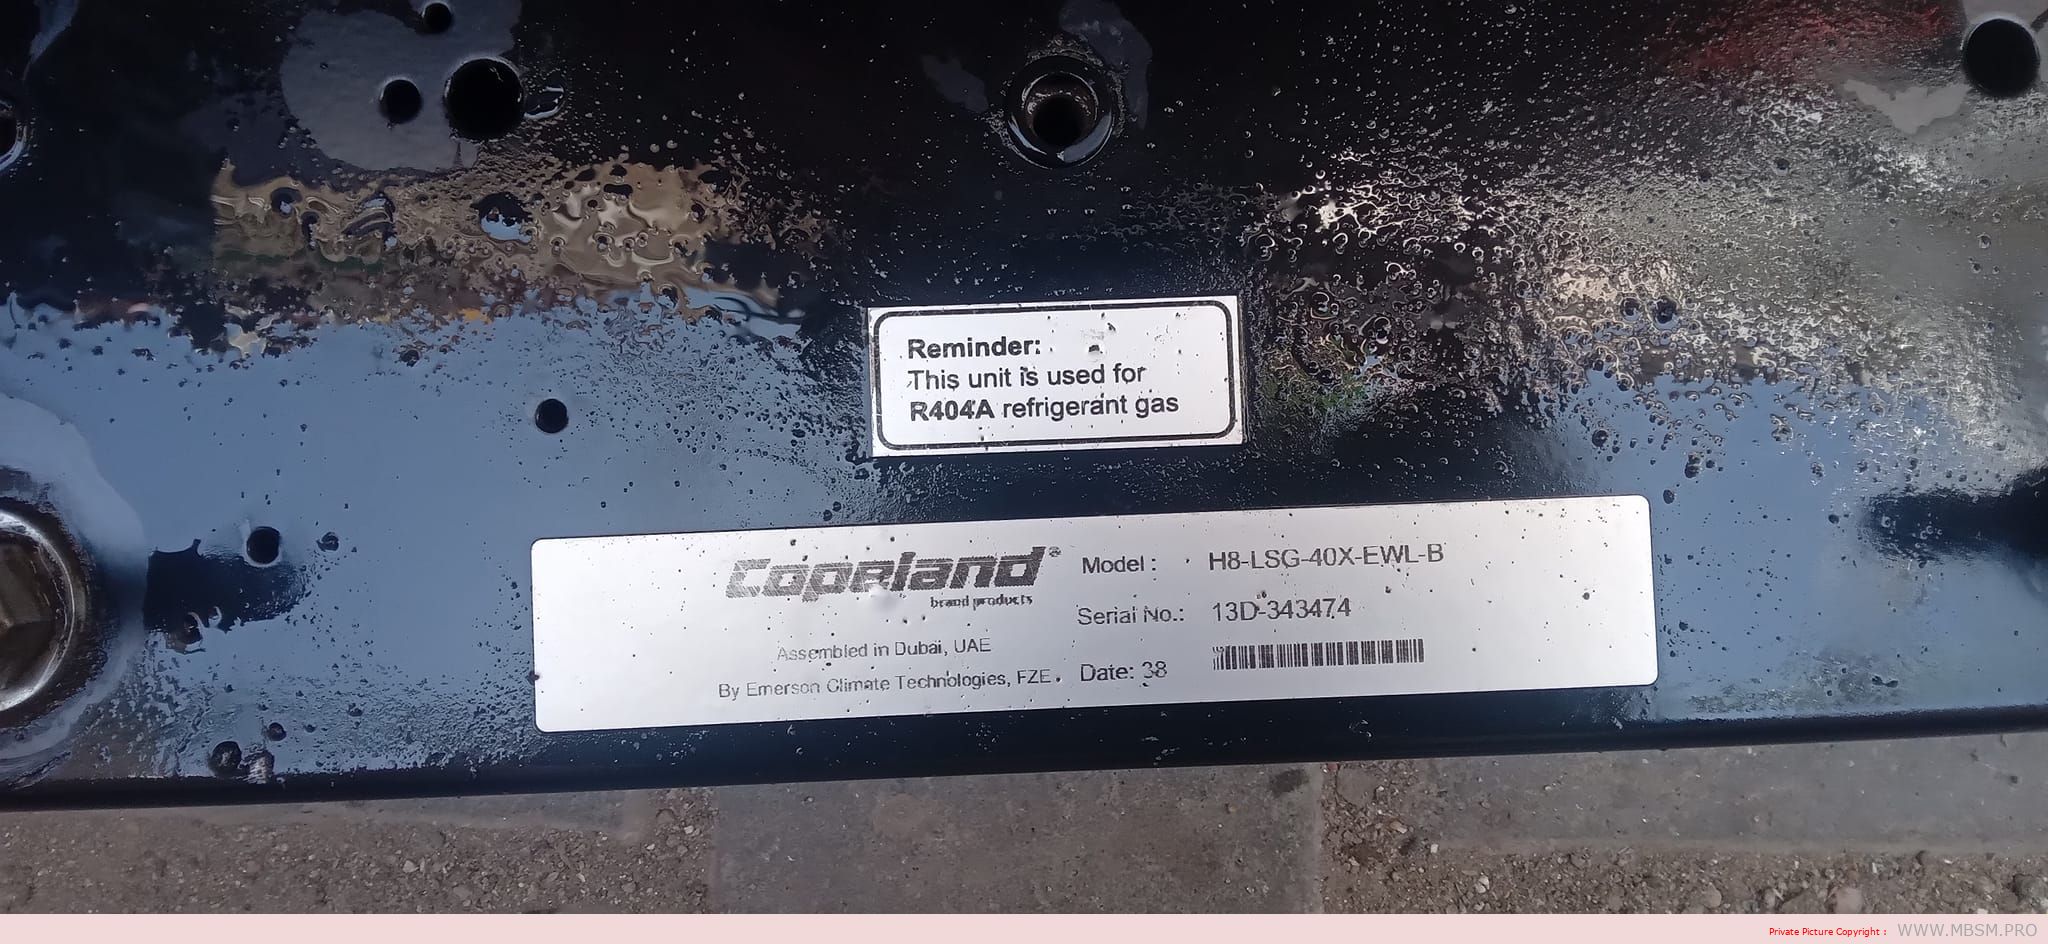 Reminder:
This unit is used for
R404A refrigerant gas
Copeland®
brand products
Assembled in Dubai, UAE
By Emerson Climate Technologies, FZE.
Model : H8-LSG-40X-EWL-B
Serial No.: 13D-343474
Date: 38
Private Picture Copyright : WWW.MBSM.PRO